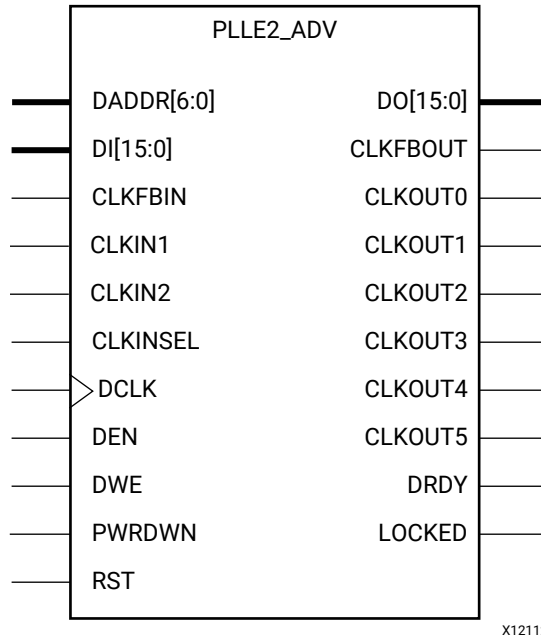 PLLE2_ADV
DADDR[6:0] DO[15:0]
DI[15:0] CLKFBOUT
CLKFBIN CLKOUT0
CLKIN1 CLKOUT1
CLKIN2 CLKOUT2
CLKINSEL CLKOUT3
DCLK CLKOUT4
DEN CLKOUT5
DWE DRDY
PWRDWN LOCKED
RST
X1211